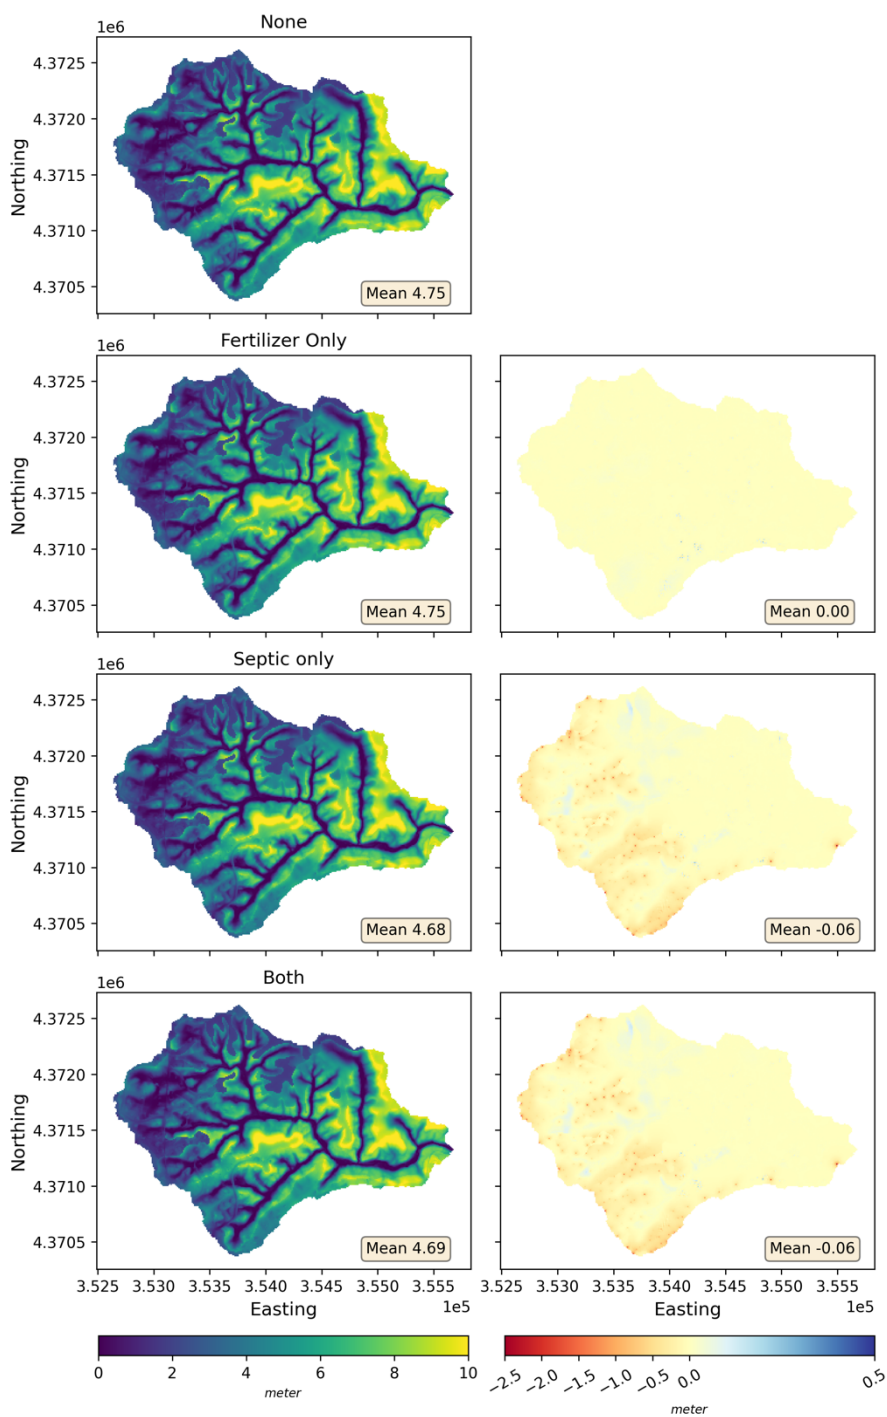 None
1e6
4.3725
4.3720
4.3715
4.3710
4.3705
Northing
Mean 4.75
Fertilizer Only
1e6
4.3725
4.3720
4.3715
4.3710
4.3705
Northing
Mean 4.75
Mean 0.00
Septic only
1e6
4.3725
4.3720
4.3715
4.3710
4.3705
Northing
Mean 4.68
Mean -0.06
Both
1e6
4.3725
4.3720
4.3715
4.3710
4.3705
Northing
Mean 4.69
Mean -0.06
3.525 3.530 3.535 3.540 3.545 3.550 3.555
Easting
1e5
3.525 3.530 3.535 3.540 3.545 3.550 3.555
Easting
1e5
0 2 4 6 8 10
meter
−2.5 −2.0 −1.5 −1.0 −0.5 0.0 0.5
meter